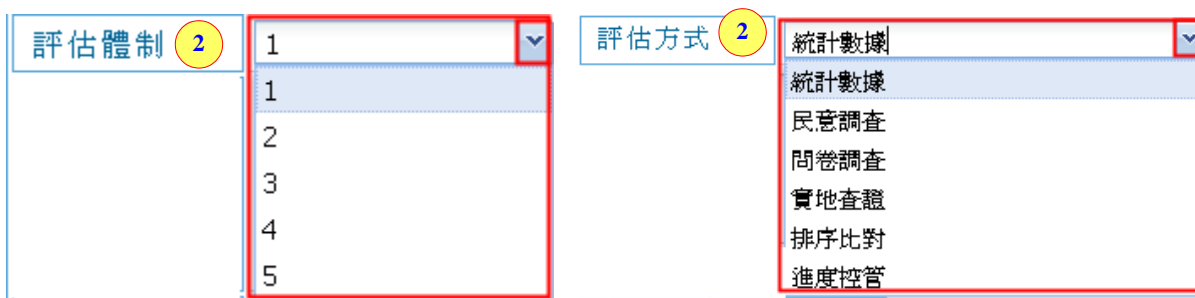 評估體制 2
1
1
2
3
4
5
評估方式 2
統計數據
統計數據
民意調查
問卷調查
實地查證
排序比對
進度控管